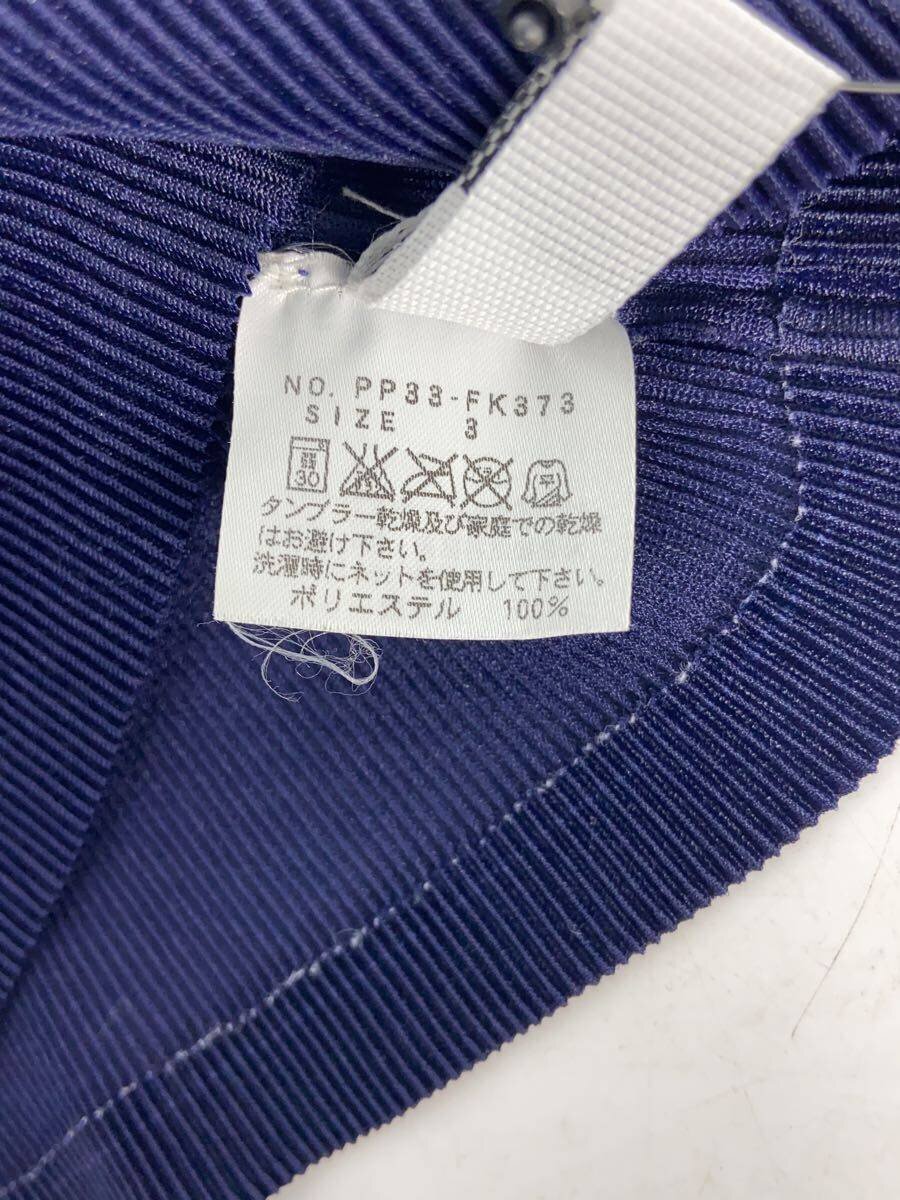 NO. PP33-FK373
SIZE 3
弱
30
タンブラー乾燥及び家庭での乾燥
はお避け下さい。
洗濯時にネットを使用して下さい。
ポリエステル 100%